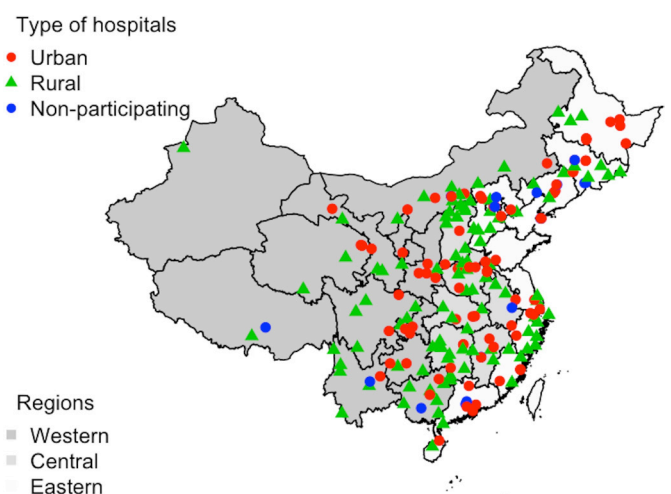 Type of hospitals
Urban
Rural
Non-participating
Regions
Western
Central
Eastern